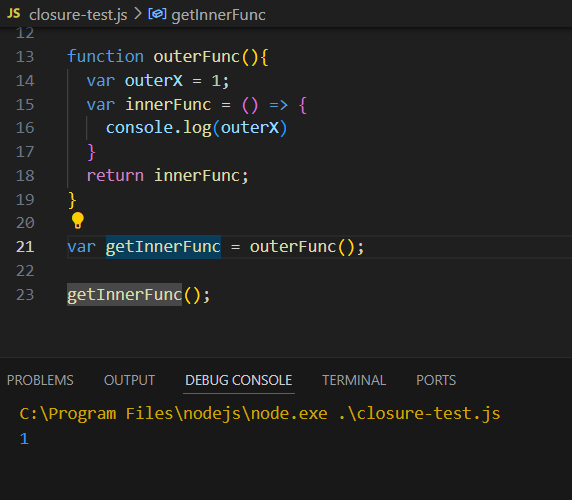 JS closure-test.js > getInnerFunc
12
13 function outerFunc(){
14 var outerX = 1;
15 var innerFunc = () => {
16 console.log(outerX)
17 }
18 return innerFunc;
19 }
20
21 var getInnerFunc = outerFunc();
22
23 getInnerFunc();
PROBLEMS OUTPUT DEBUG CONSOLE TERMINAL PORTS
C:\Program Files\nodejs\node.exe .\closure-test.js
1